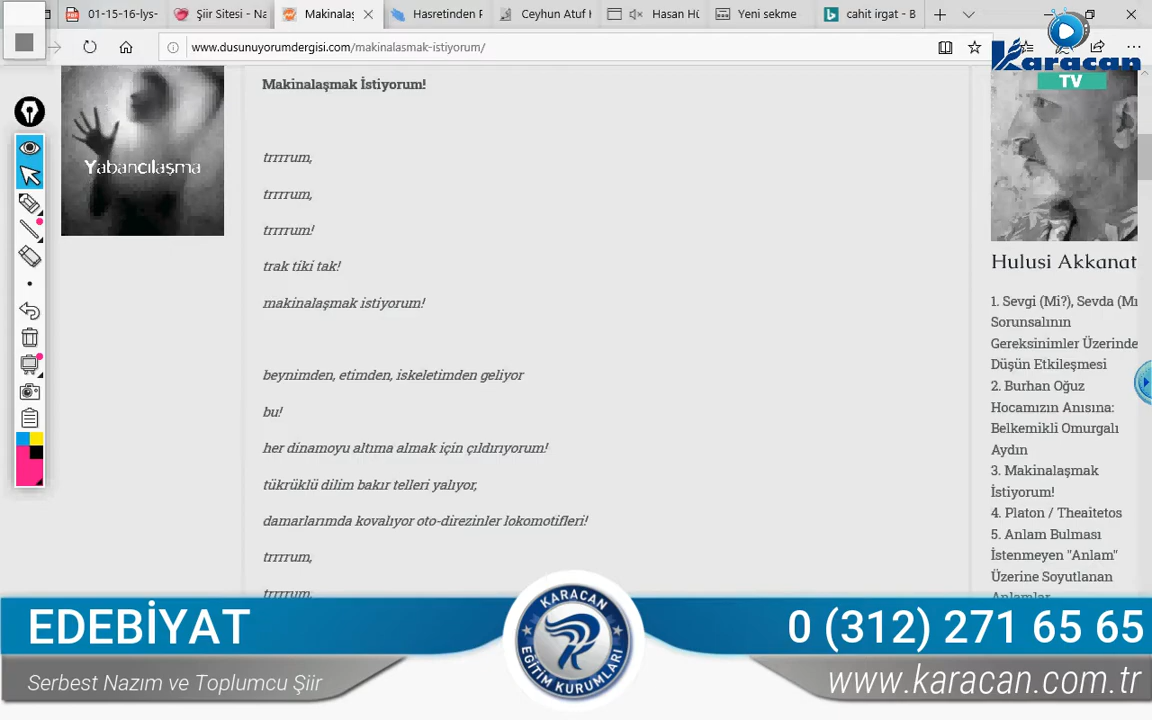 01-15-16-lys-
Şiir Sitesi - Na
Makinalaş
Hasretinden P
Ceyhun Atuf K
Hasan Hü
Yeni sekme
cahit irgat - B
www.dusunuyorumdergisi.com/makinalasmak-istiyorum/
Karacan
TV
Makinalaşmak İstiyorum!
Yabancılaşma
trrrrum,
trrrrum,
trrrrum!
trak tiki tak!
makinalaşmak istiyorum!
beynimden, etimden, iskeletimden geliyor
bu!
her dinamoyu altıma almak için çıldırıyorum!
tükrüklü dilim bakır telleri yalıyor,
damarlarımda kovalıyor oto-direzinler lokomotifleri!
trrrrum,
trrrrum,
Hulusi Akkanat
1. Sevgi (Mi?), Sevda (Mı
Sorunsalının
Gereksinimler Üzerinde
Düşün Etkileşmesi
2. Burhan Oğuz
Hocamızın Anısına:
Belkemikli Omurgalı
Aydın
3. Makinalaşmak
İstiyorum!
4. Platon / Theaitetos
5. Anlam Bulması
İstenmeyen "Anlam"
Üzerine Soyutlanan
Anlamlar
EDEBİYAT
Serbest Nazım ve Toplumcu Şiir
KARACAN
EĞİTİM KURUMLARI
0 (312) 271 65 65
www.karacan.com.tr